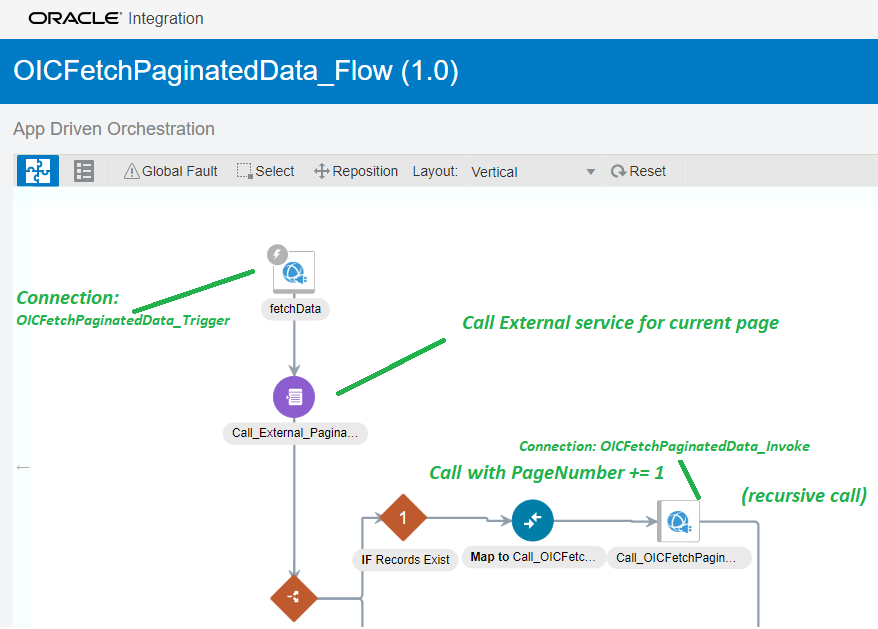 ORACLE® Integration
OICFetchPaginatedData_Flow (1.0)
App Driven Orchestration
Global Fault Select Reposition Layout: Vertical Reset
Connection:
OICFetchPaginatedData_Trigger
fetchData
Call External service for current page
Call_External_Pagina...
Connection: OICFetchPaginatedData_Invoke
Call with PageNumber += 1
(recursive call)
1
IF Records Exist
Map to Call_OICFetc...
Call_OICFetchPagin...